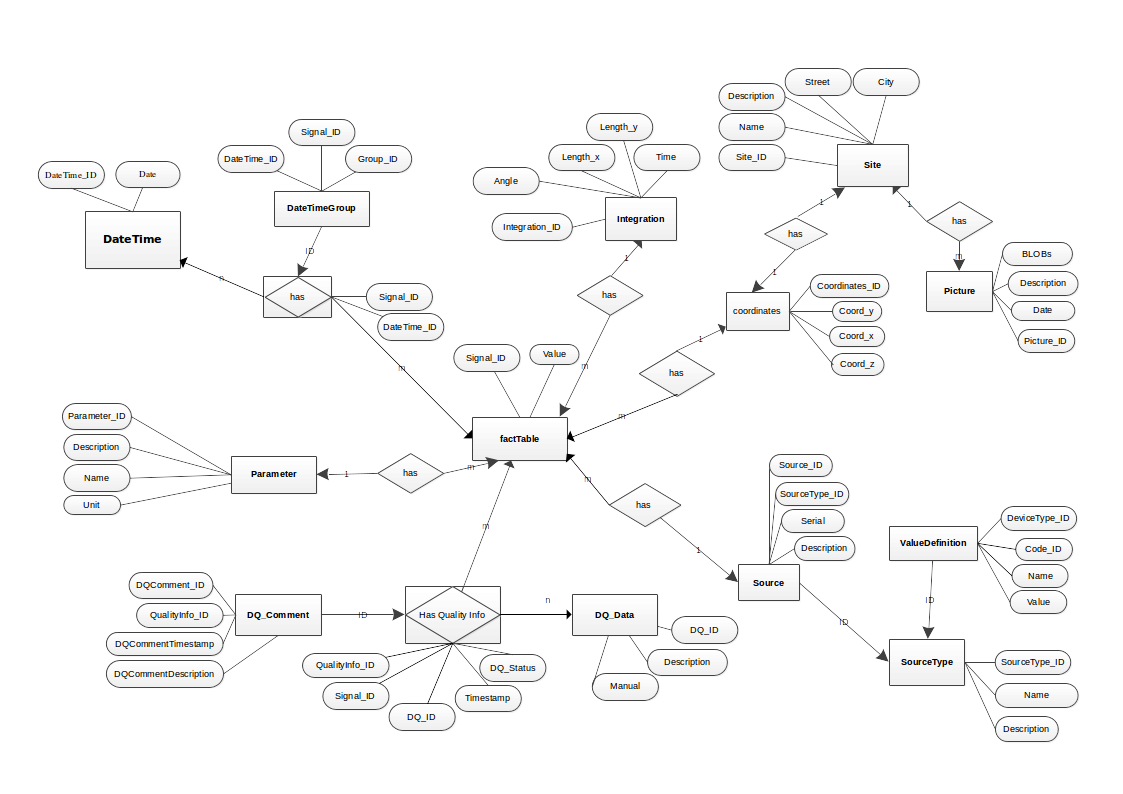 Street
City
Description
Name
Site_ID
Site
Length_y
Length_x
Time
Angle
Integration_ID
Integration
Signal_ID
DateTime_ID
Group_ID
DateTimeGroup
DateTime_ID
Date
DateTime
ID
n
has
Signal_ID
DateTime_ID
m
1
has
1
1
has
m
BLOBs
Description
Date
Picture_ID
Picture
1
has
m
coordinates
Coordinates_ID
Coord_y
Coord_x
Coord_z
1
has
m
Signal_ID
Value
factTable
Parameter_ID
Description
Name
Unit
Parameter
1
has
m
m
has
1
Source_ID
SourceType_ID
Serial
Description
Source
ID
ValueDefinition
DeviceType_ID
Code_ID
Name
Value
ID
SourceType
SourceType_ID
Name
Description
m
DQComment_ID
QualityInfo_ID
DQCommentTimestamp
DQCommentDescription
DQ_Comment
ID
Has Quality Info
n
DQ_Data
DQ_ID
Description
Manual
QualityInfo_ID
Signal_ID
DQ_ID
Timestamp
DQ_Status